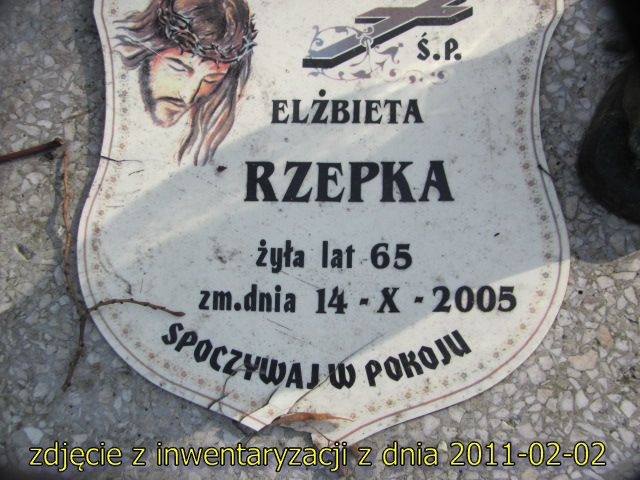 Ś.P.
ELŻBIETA
RZEPKA
żyła lat 65
zm.dnia 14 - X - 2005
SPOCZYWAJ W POKOJU
zdjęcie z inwentaryzacji z dnia 2011-02-02